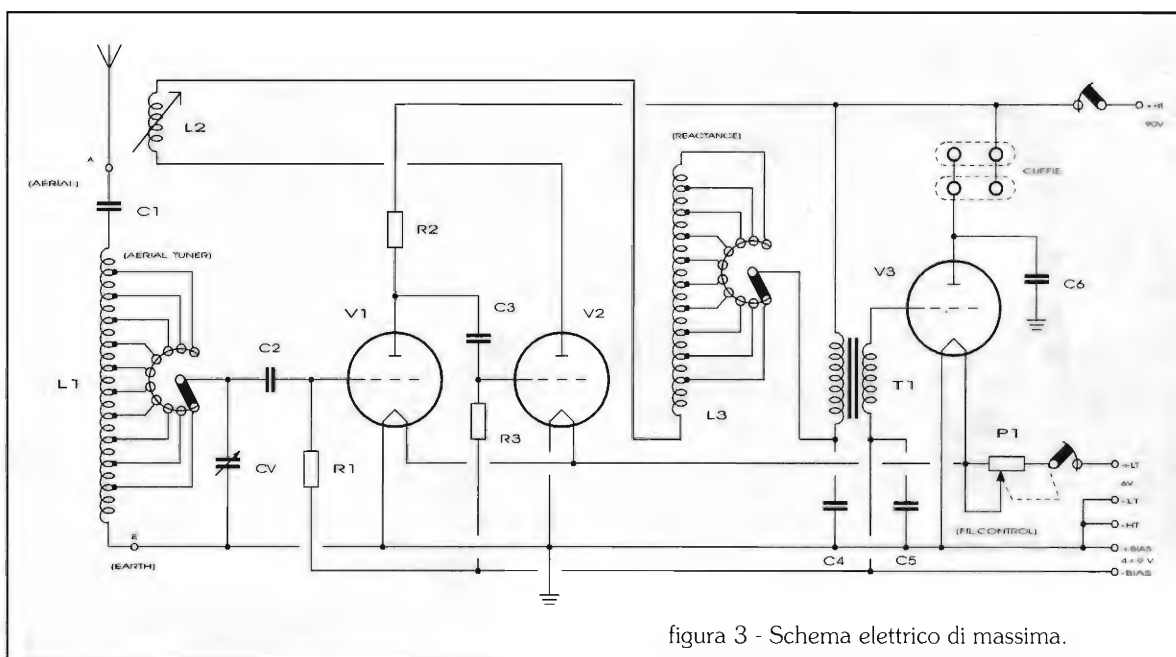 A
(AERIAL)
C1
L2
(AERIAL TUNER)
L1
CV
C2
R1
E
(EARTH)
V1
R2
C3
R3
V2
(REACTANCE)
L3
C4
T1
C5
CUFFIE
V3
C6
P1
(FIL.CONTROL)
+Ht
90V
+LT
6V
-LT
-HT
+BIAS
4÷9 V
-BIAS
figura 3 - Schema elettrico di massima.